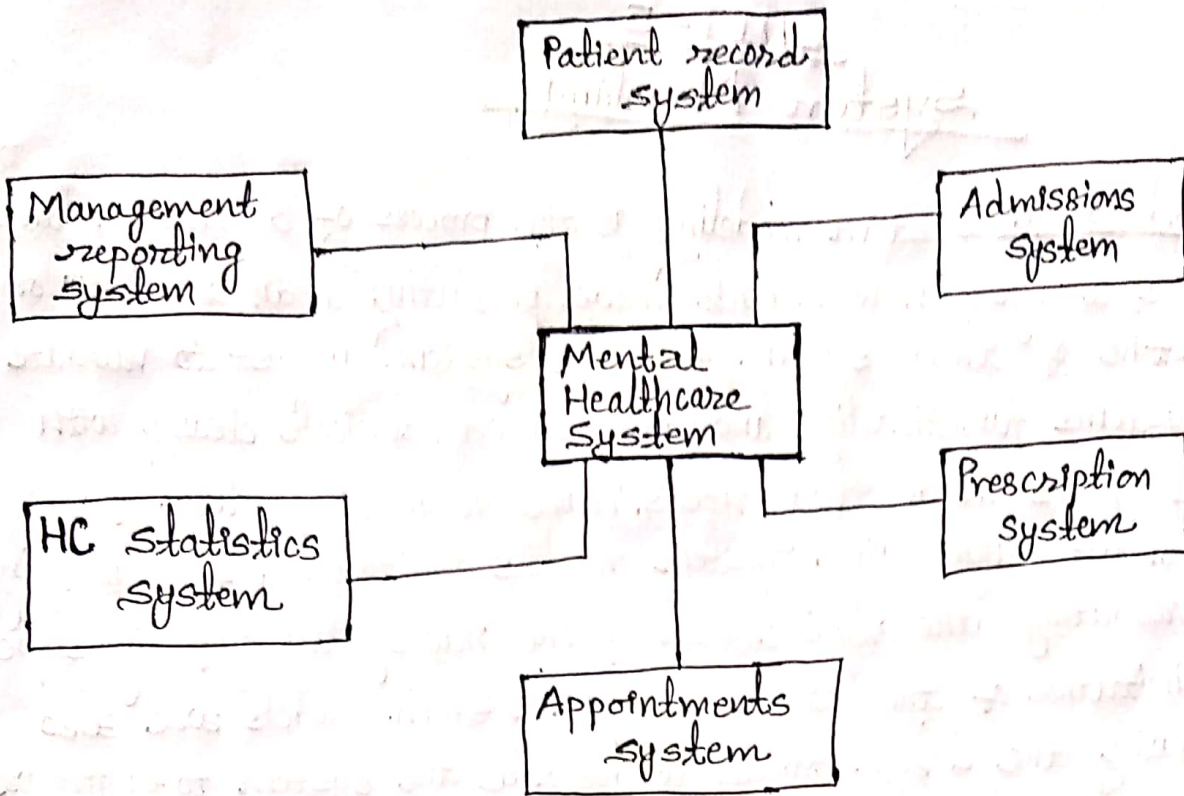 Patient record
system
Management
reporting
system
Admissions
system
Mental
Healthcare
System
Prescription
system
HC statistics
system
Appointments
system